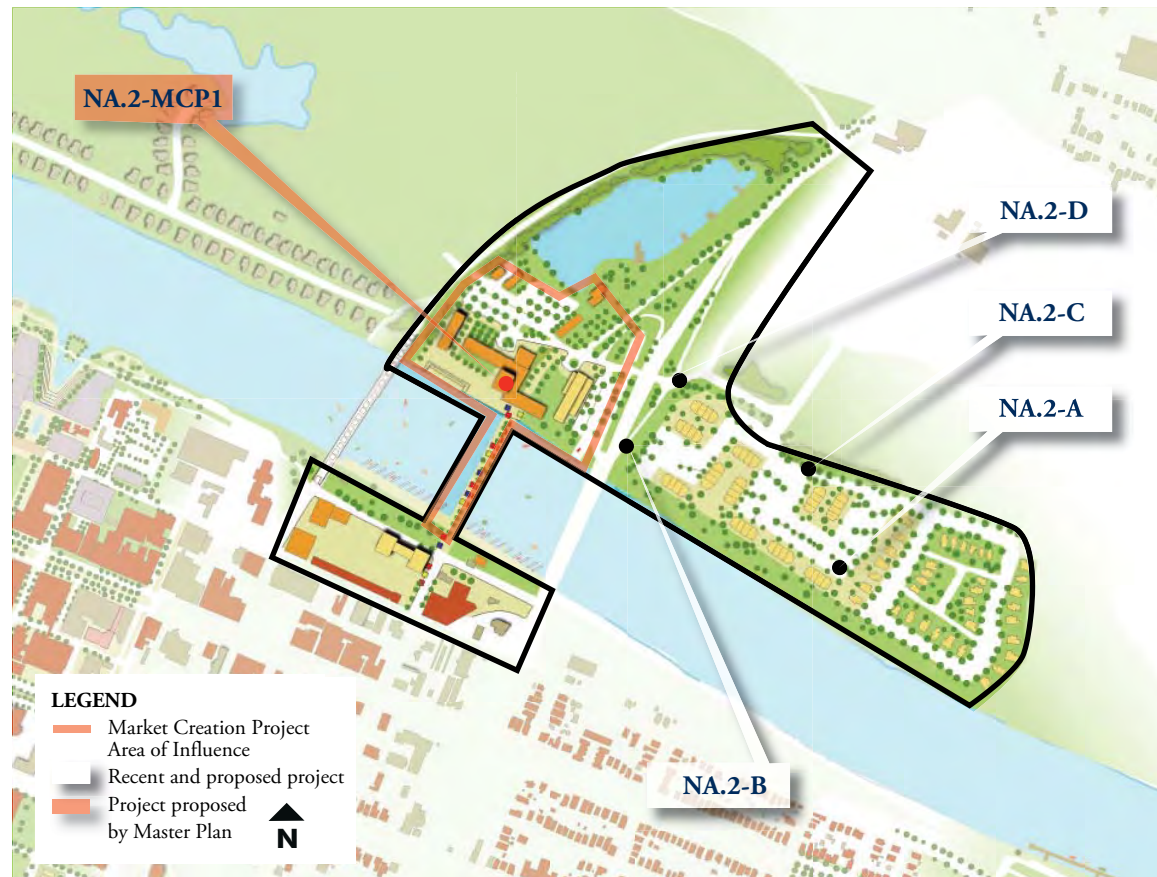 NA.2-MCP1
NA.2-D
NA.2-C
NA.2-A
NA.2-B
LEGEND
Market Creation Project
Area of Influence
Recent and proposed project
Project proposed
by Master Plan
N